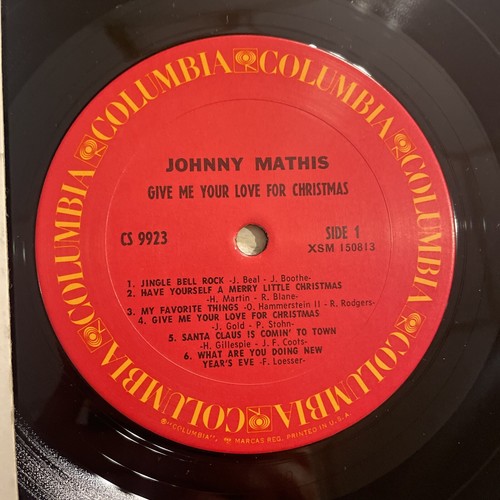 COLUMBIA COLUMBIA COLUMBIA COLUMBIA COLUMBIA COLUMBIA
JOHNNY MATHIS
GIVE ME YOUR LOVE FOR CHRISTMAS
CS 9923
SIDE 1
XSM 150813
1. JINGLE BELL ROCK -J. Beal - J. Boothe-
2. HAVE YOURSELF A MERRY LITTLE CHRISTMAS
-H. Martin - R. Blane-
3. MY FAVORITE THINGS -O. Hammerstein II - R. Rodgers-
4. GIVE ME YOUR LOVE FOR CHRISTMAS
-J. Gold - P. Stohn-
5. SANTA CLAUS IS COMIN' TO TOWN
-H. Gillespie - J. F. Coots-
6. WHAT ARE YOU DOING NEW
YEAR'S EVE -F. Loesser-
®"COLUMBIA", MARCAS REG. PRINTED IN U.S.A.